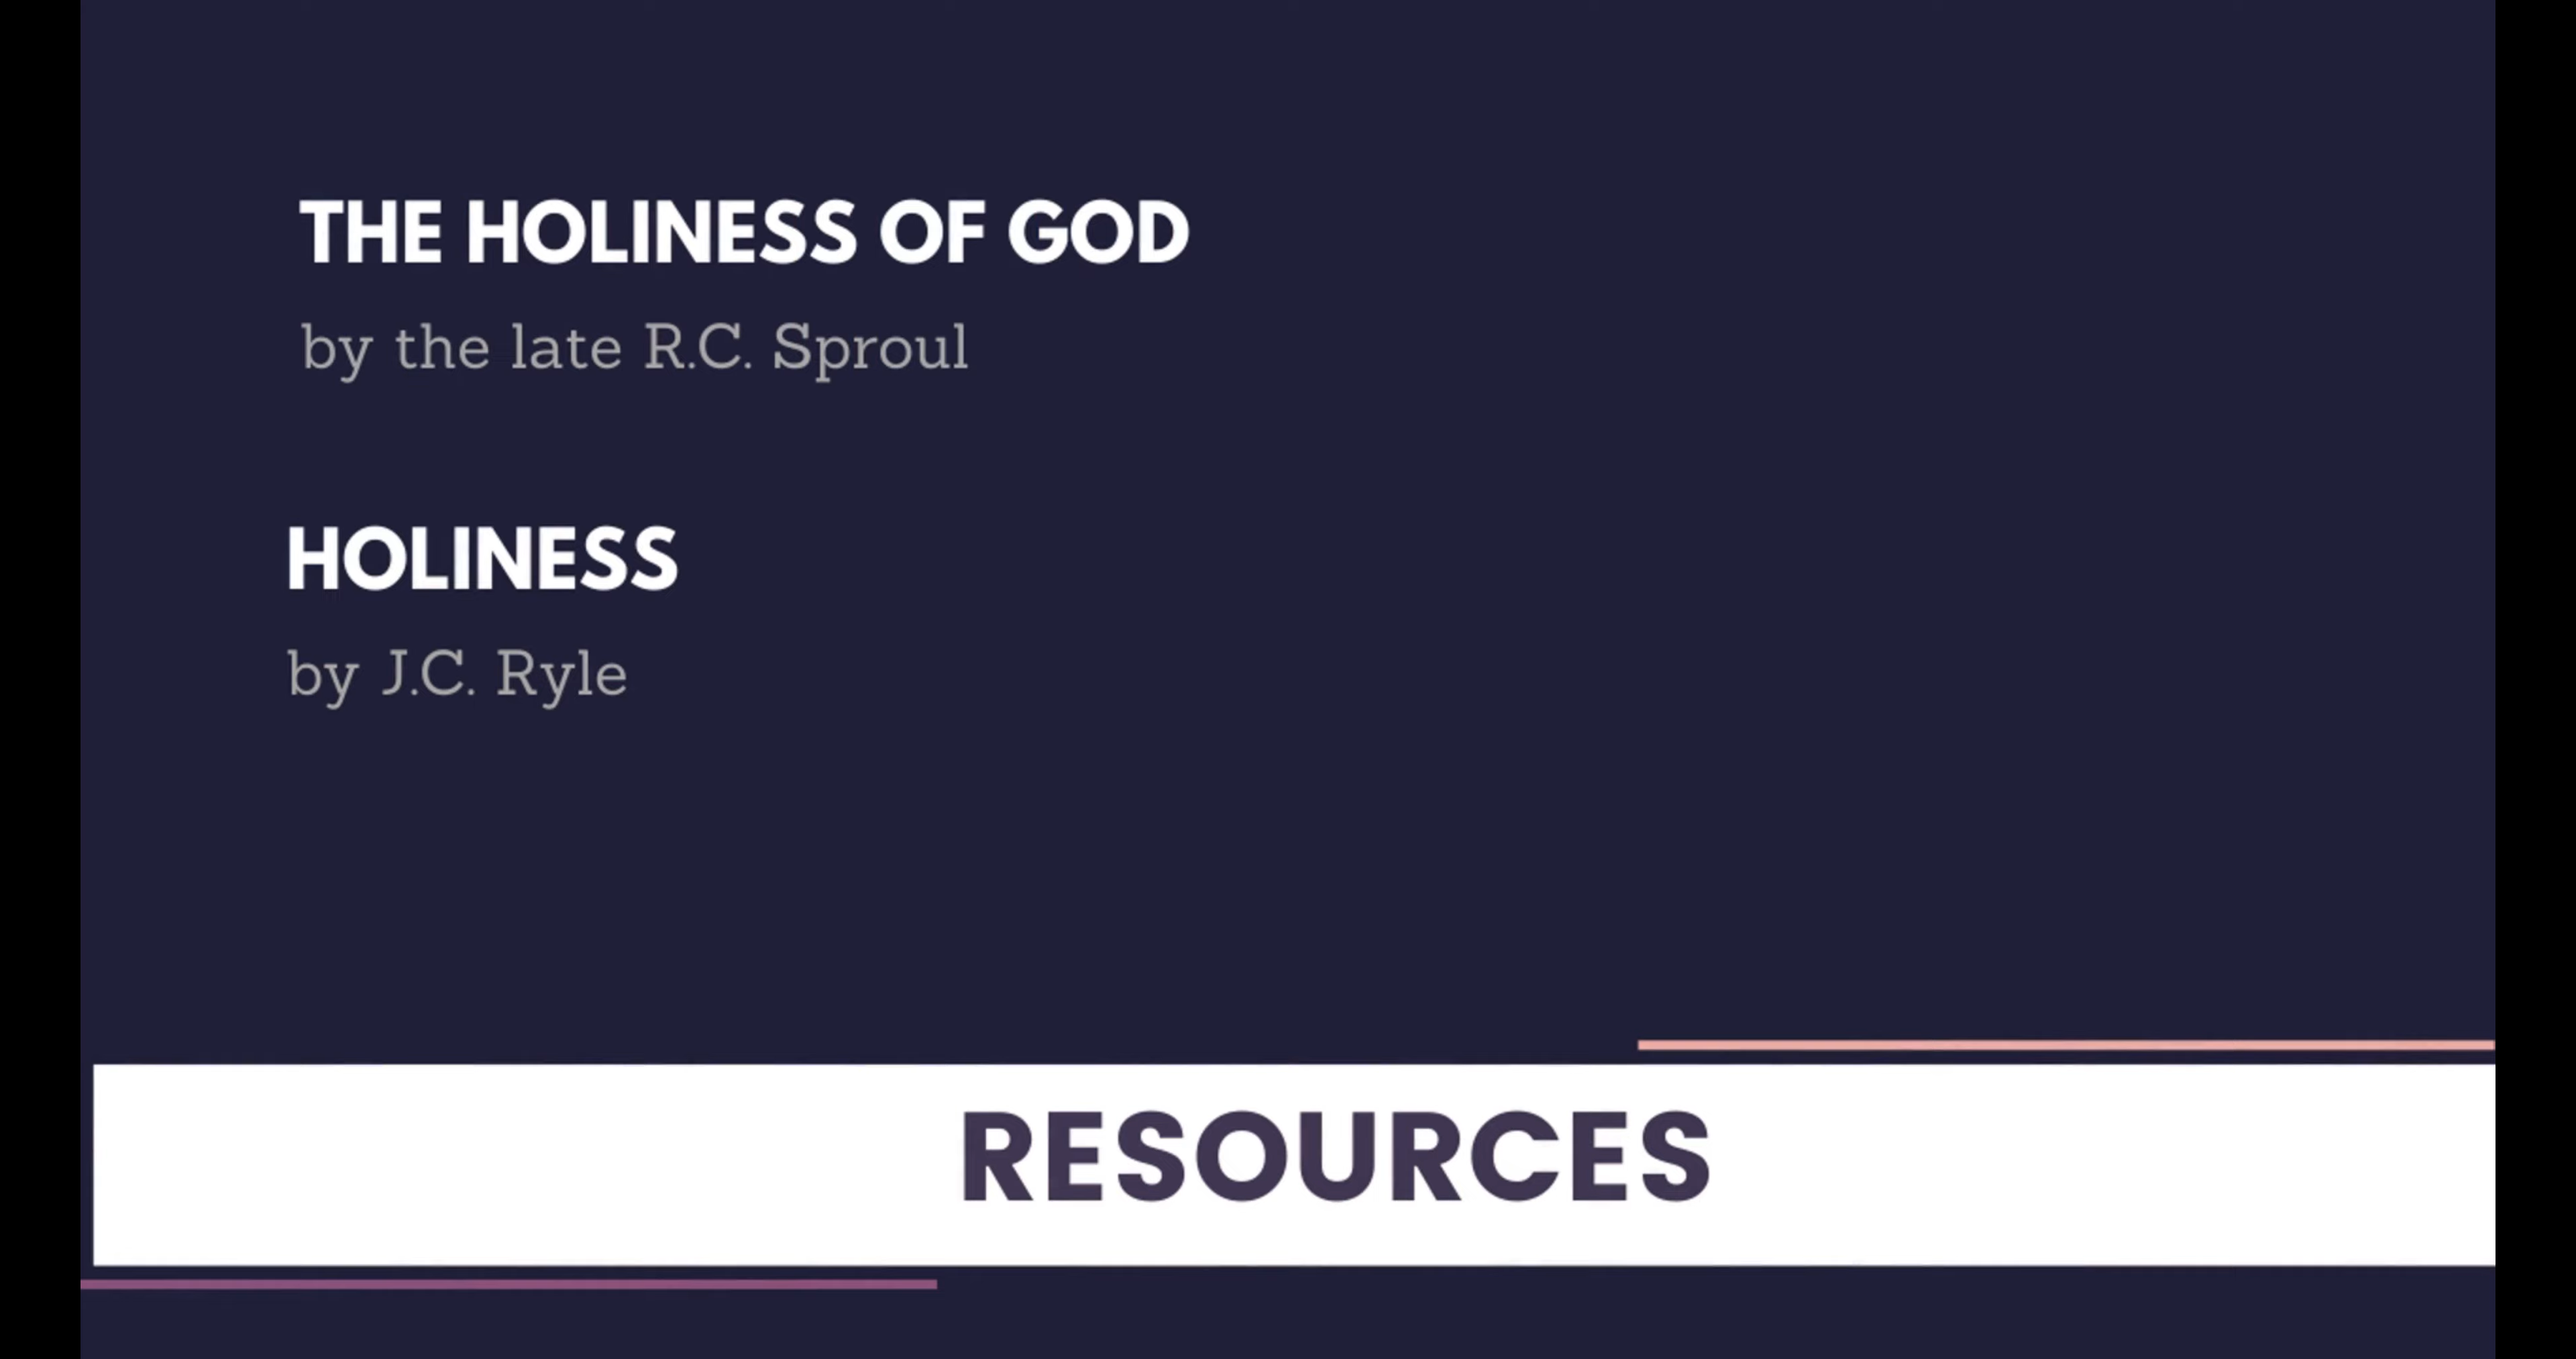 THE HOLINESS OF GOD
by the late R.C. Sproul
HOLINESS
by J.C. Ryle
RESOURCES